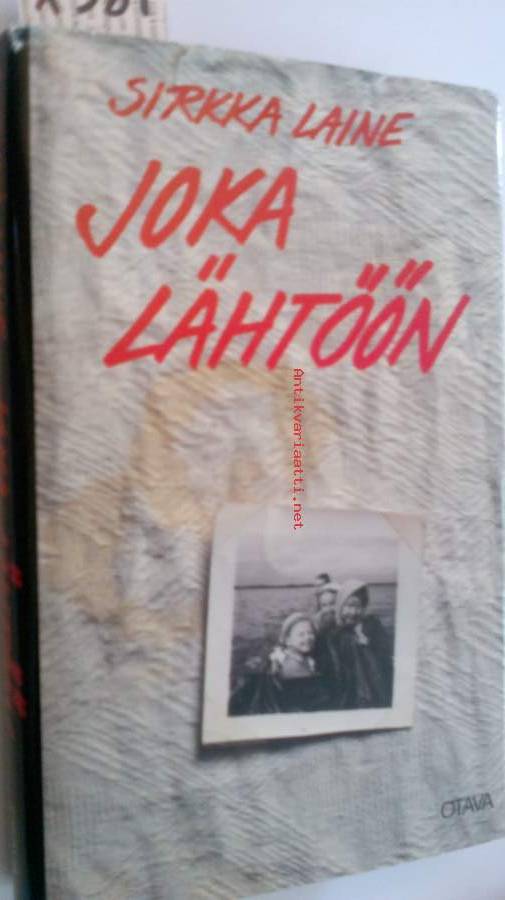 SIRKKA LAINE
JOKA
LÄHTÖÖN
Antikvariaatti.net
OTAVA